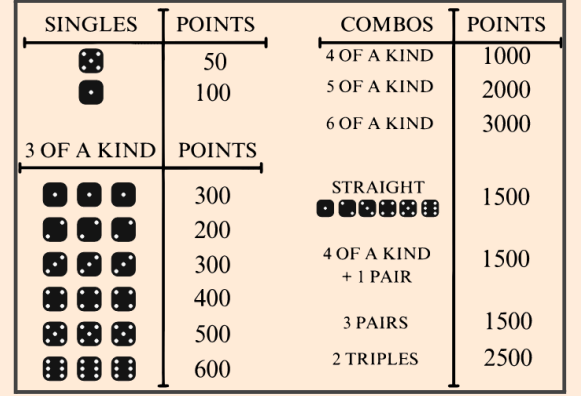 SINGLES POINTS
50
100
3 OF A KIND POINTS
300
200
300
400
500
600
COMBOS POINTS
4 OF A KIND 1000
5 OF A KIND 2000
6 OF A KIND 3000
STRAIGHT 1500
4 OF A KIND
+ 1 PAIR 1500
3 PAIRS 1500
2 TRIPLES 2500